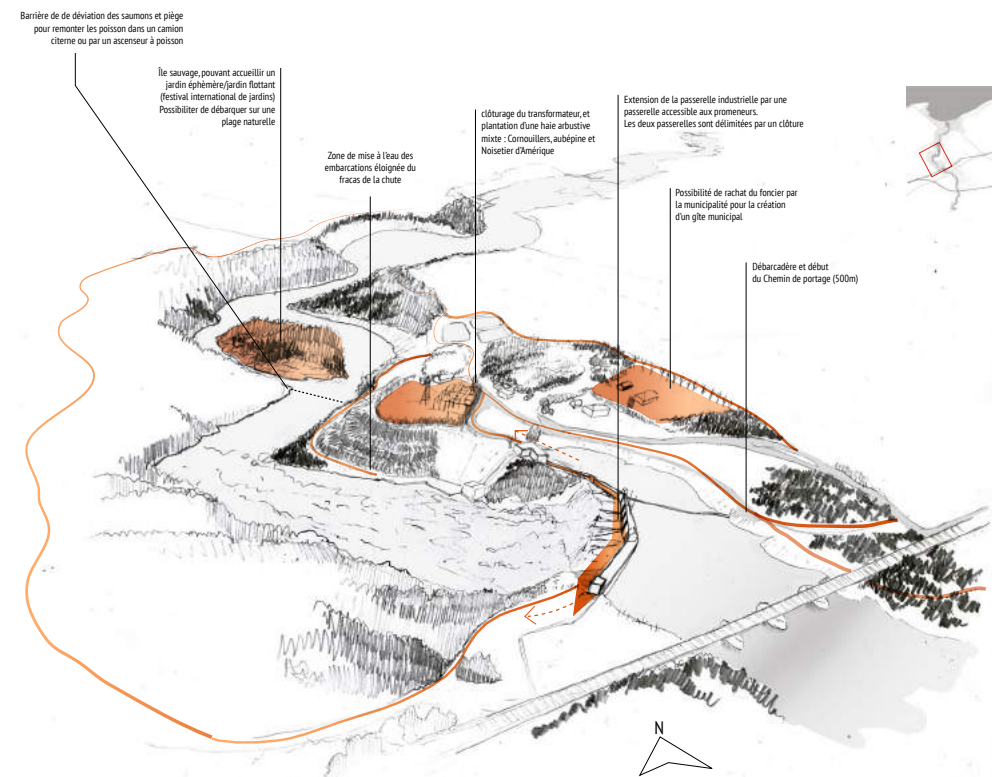 Barrière de de déviation des saumons et piège
pour remonter les poisson dans un camion
citerne ou par un ascenseur à poisson
Île sauvage, pouvant accueillir un
jardin éphèmère/jardin flottant
(festival international de jardins)
Possibiliter de débarquer sur une
plage naturelle
Zone de mise à l'eau des
embarcations éloignée du
fracas de la chute
clôturage du transformateur, et
plantation d'une haie arbustive
mixte : Cornouillers, aubépine et
Noisetier d'Amérique
Extension de la passerelle industrielle par une
passerelle accessible aux promeneurs.
Les deux passerelles sont délimitées par un clôture
Possibilité de rachat du foncier par
la municipalité pour la création
d'un gîte municipal
Débarcadère et début
du Chemin de portage (500m)
N